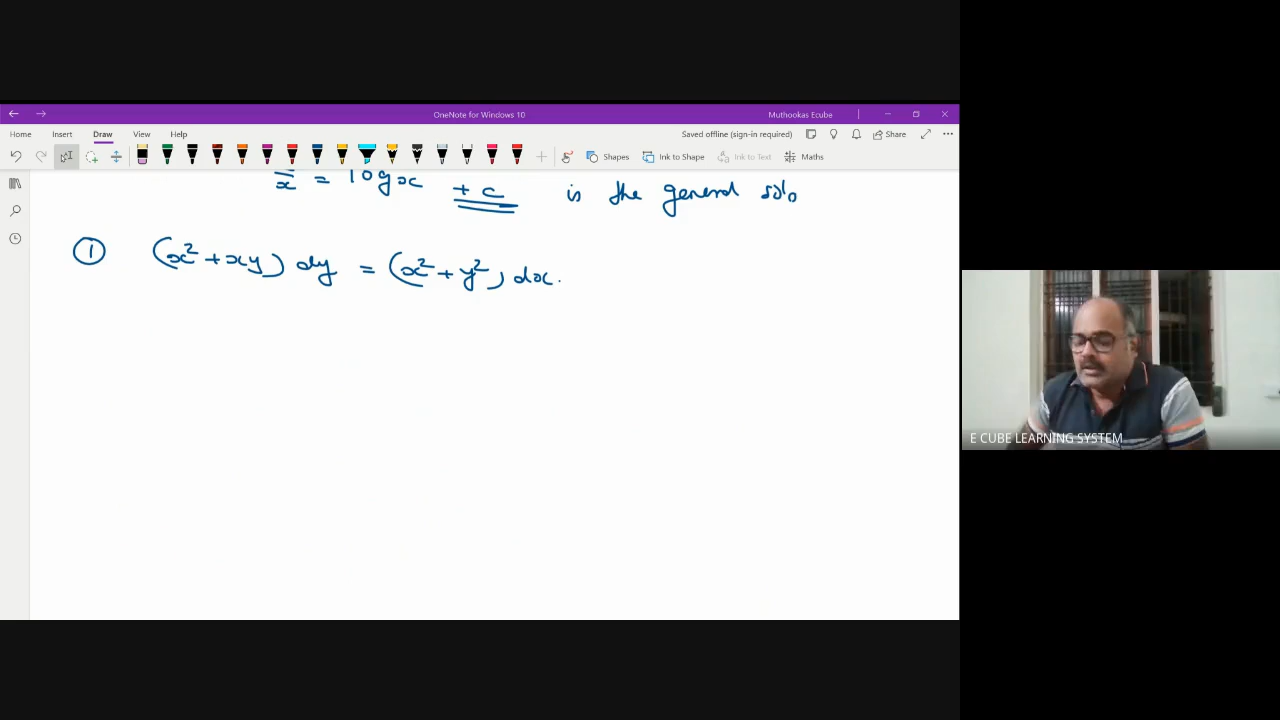 OneNote for Windows 10
Muthookas Ecube
Home Insert Draw View Help
Saved offline (sign-in required) Share
Shapes Ink to Shape Ink to Text Maths
x = log x + c is the general soln
① (x² + xy) dy = (x² + y²) dx.
E CUBE LEARNING SYSTEM